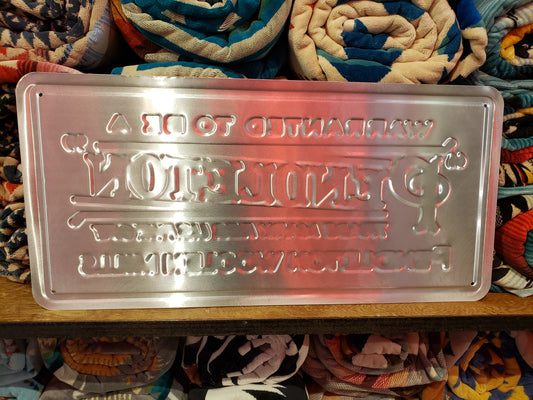 WARRANTED TO BE A
"PENDLETON"
PENDLETON WOOLEN MILLS